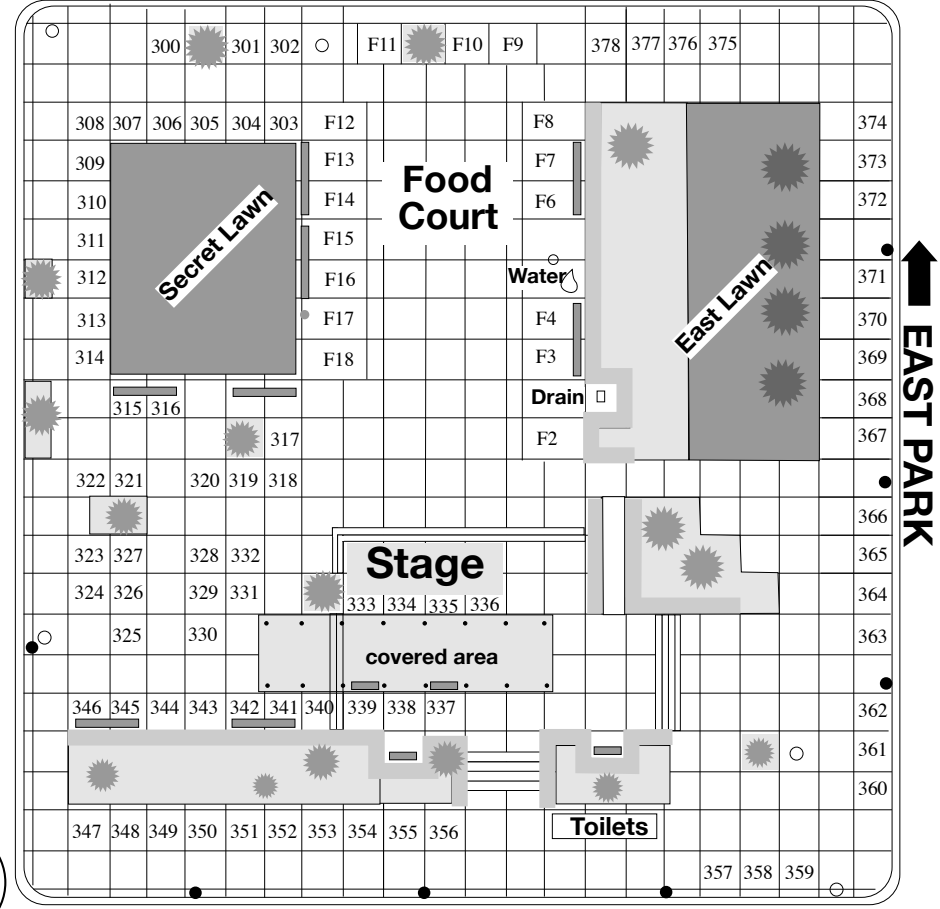 300 301 302 F11 F10 F9 378 377 376 375
308 307 306 305 304 303 F12 F8 374
309 F13 Food F7 373
310 F14 Court F6 372
Secret Lawn
311 F15
312 F16 Water 371
East Lawn
313 F17 F4 370
314 F18 F3 369
315 316 Drain 368
317 F2 367
EAST PARK
322 321 320 319 318
366
323 327 328 332 Stage 365
324 326 329 331 333 334 335 336 364
325 330 363
covered area
346 345 344 343 342 341 340 339 338 337 362
361
360
347 348 349 350 351 352 353 354 355 356 Toilets
357 358 359